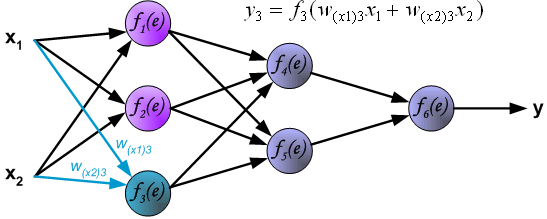 y₃ = f₃(w₍ₓ₁₎₃x₁ + w₍ₓ₂₎₃x₂)
f₁(e)
x₁
f₄(e)
f₂(e)
f₆(e)
y
w₍ₓ₁₎₃
f₅(e)
x₂
w₍ₓ₂₎₃
f₃(e)